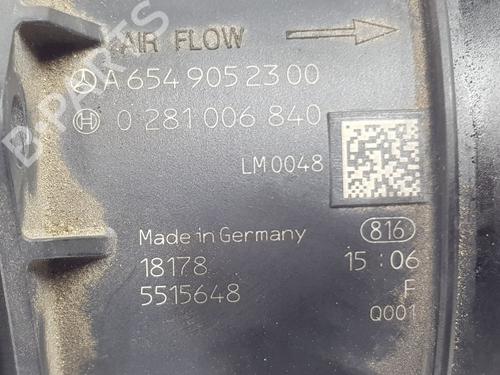 AIR FLOW
A 654 905 23 00
0 281 006 840
LM0048
Made in Germany
816
18178
15:06
5515648
F
Q001
B-PARTS